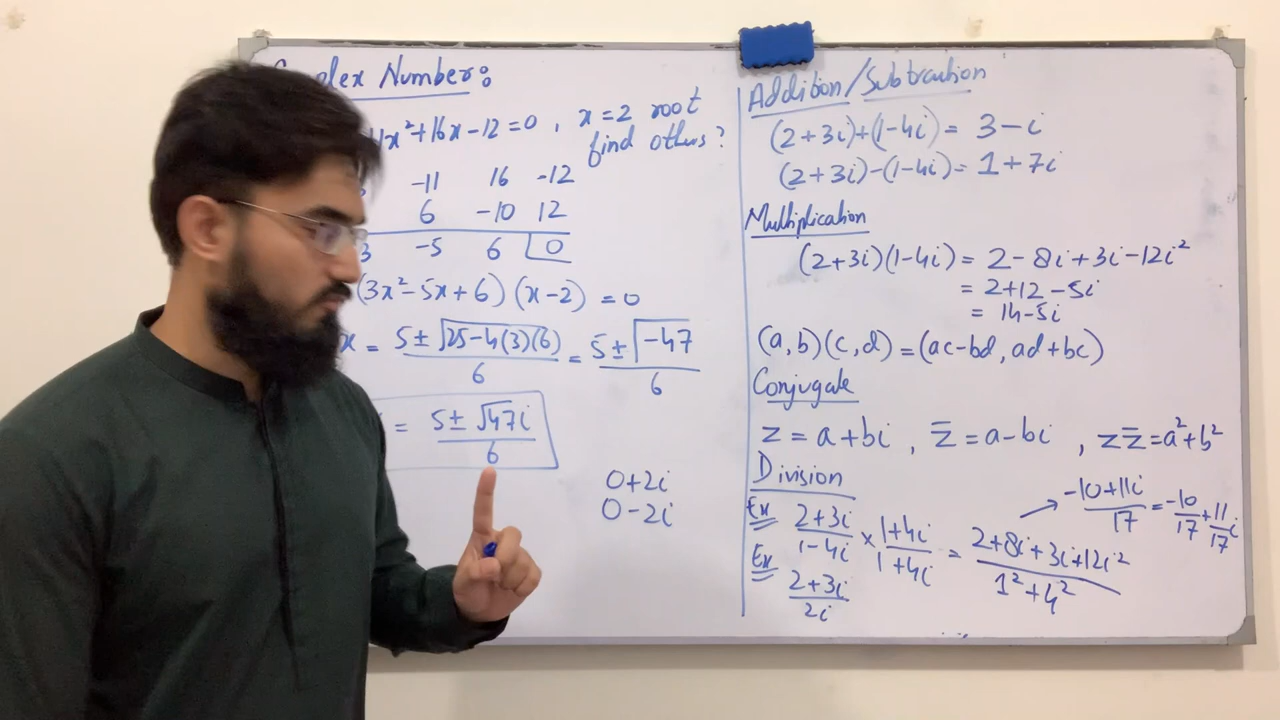 Complex Number:
11x²+16x-12=0, x=2 root
find others?
-11 16 -12
6 -10 12
3 -5 6 0
(3x²-5x+6)(x-2)=0
x = 5±√25-4(3)(6) / 6 = 5±√-47 / 6
= 5±√47i / 6
0+2i
0-2i
Addition/Subtraction
(2+3i)+(1-4i)= 3-i
(2+3i)-(1-4i)= 1+7i
Multiplication
(2+3i)(1-4i) = 2-8i+3i-12i²
= 2+12-5i
= 14-5i
(a,b)(c,d)=(ac-bd, ad+bc)
Conjugate
z=a+bi, z̅=a-bi, zz̅=a²+b²
Division
Ex 2+3i / 1-4i × 1+4i / 1+4i = 2+8i+3i+12i² / 1²+4² → -10+11i / 17 = -10/17 + 11/17 i
Ex 2+3i / 2i